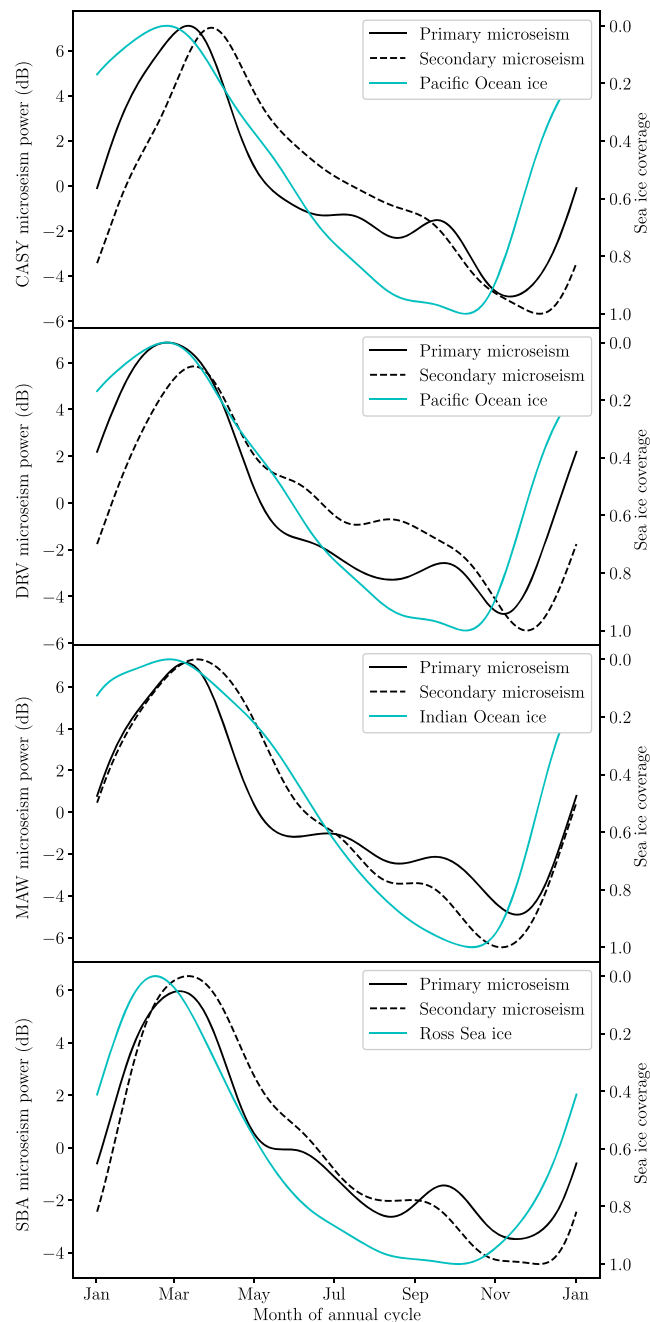 CASY microseism power (dB)
6
4
2
0
−2
−4
−6
Primary microseism
Secondary microseism
Pacific Ocean ice
0.0
0.2
0.4
0.6
0.8
1.0
Sea ice coverage
DRV microseism power (dB)
6
4
2
0
−2
−4
−6
Primary microseism
Secondary microseism
Pacific Ocean ice
0.0
0.2
0.4
0.6
0.8
1.0
Sea ice coverage
MAW microseism power (dB)
6
4
2
0
−2
−4
−6
Primary microseism
Secondary microseism
Indian Ocean ice
0.0
0.2
0.4
0.6
0.8
1.0
Sea ice coverage
SBA microseism power (dB)
6
4
2
0
−2
−4
Primary microseism
Secondary microseism
Ross Sea ice
0.0
0.2
0.4
0.6
0.8
1.0
Sea ice coverage
Jan Mar May Jul Sep Nov Jan
Month of annual cycle